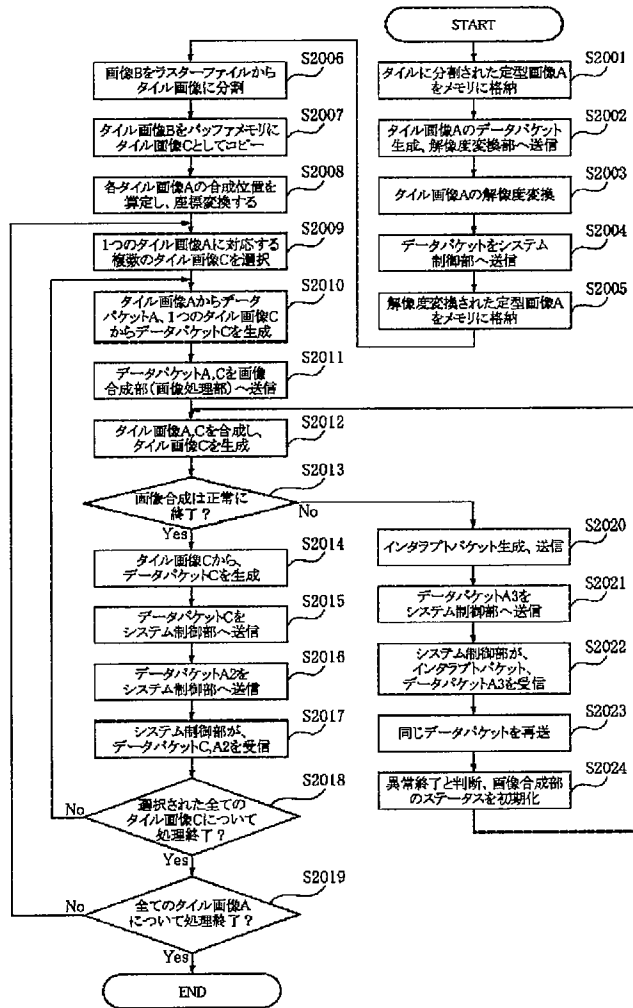 START
S2001
タイルに分割された定型画像A
をメモリに格納
S2002
タイル画像Aのデータパケット
生成、解像度変換部へ送信
S2003
タイル画像Aの解像度変換
S2004
データパケットをシステム
制御部へ送信
S2005
解像度変換された定型画像A
をメモリに格納
S2006
画像Bをラスターファイルから
タイル画像に分割
S2007
タイル画像Bをバッファメモリに
タイル画像Cとしてコピー
S2008
各タイル画像Aの合成位置を
算定し、座標変換する
S2009
1つのタイル画像Aに対応する
複数のタイル画像Cを選択
S2010
タイル画像Aからデータ
パケットA、1つのタイル画像C
からデータパケットCを生成
S2011
データパケットA,Cを画像
合成部(画像処理部)へ送信
S2012
タイル画像A,Cを合成し、
タイル画像Cを生成
S2013
画像合成は正常に
終了?
No
Yes
S2014
タイル画像Cから、
データパケットCを生成
S2015
データパケットCを
システム制御部へ送信
S2016
データパケットA2を
システム制御部へ送信
S2017
システム制御部が、
データパケットC,A2を受信
S2018
選択された全ての
タイル画像Cについて
処理終了?
No
Yes
S2019
全てのタイル画像A
について処理終了?
No
Yes
END
S2020
インタラプトパケット生成、送信
S2021
データパケットA3を
システム制御部へ送信
S2022
システム制御部が、
インタラプトパケット、
データパケットA3を受信
S2023
同じデータパケットを再送
S2024
異常終了と判断、画像合成部
のステータスを初期化